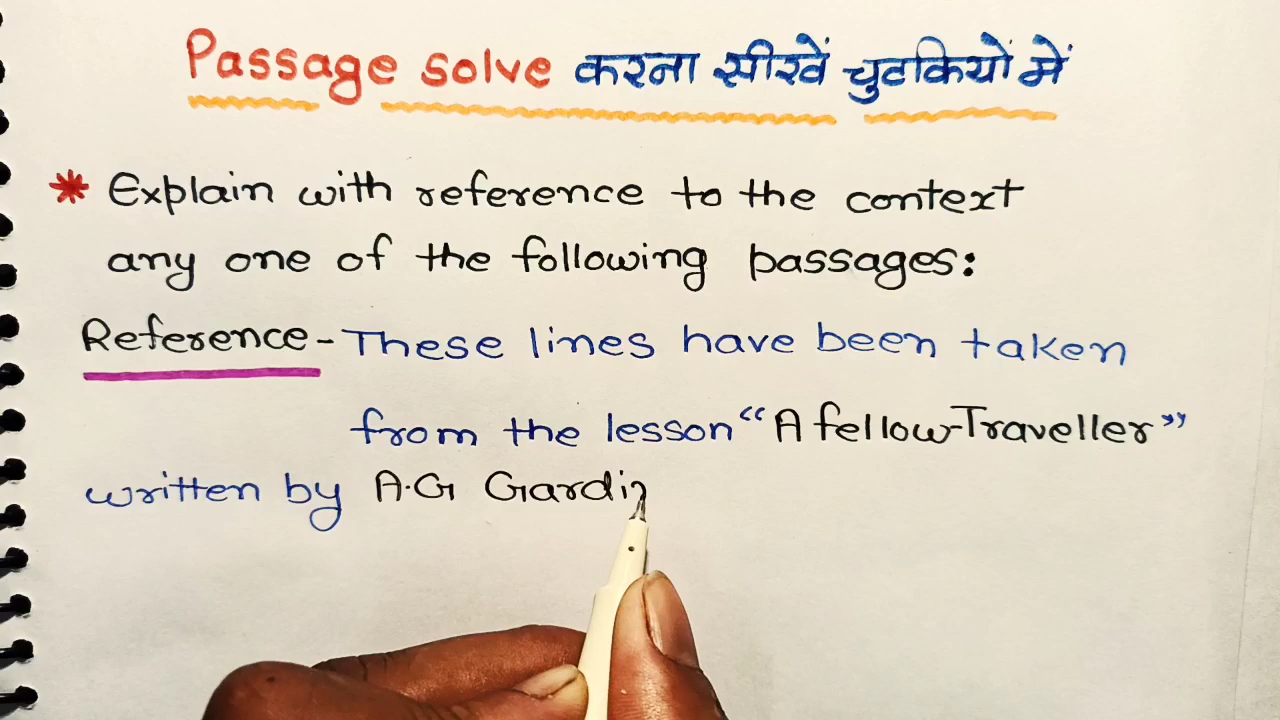 Passage solve करना सीखें चुटकियों में
* Explain with reference to the context
any one of the following passages:
Reference - These lines have been taken
from the lesson “A fellow-Traveller”
written by A.G Gardin